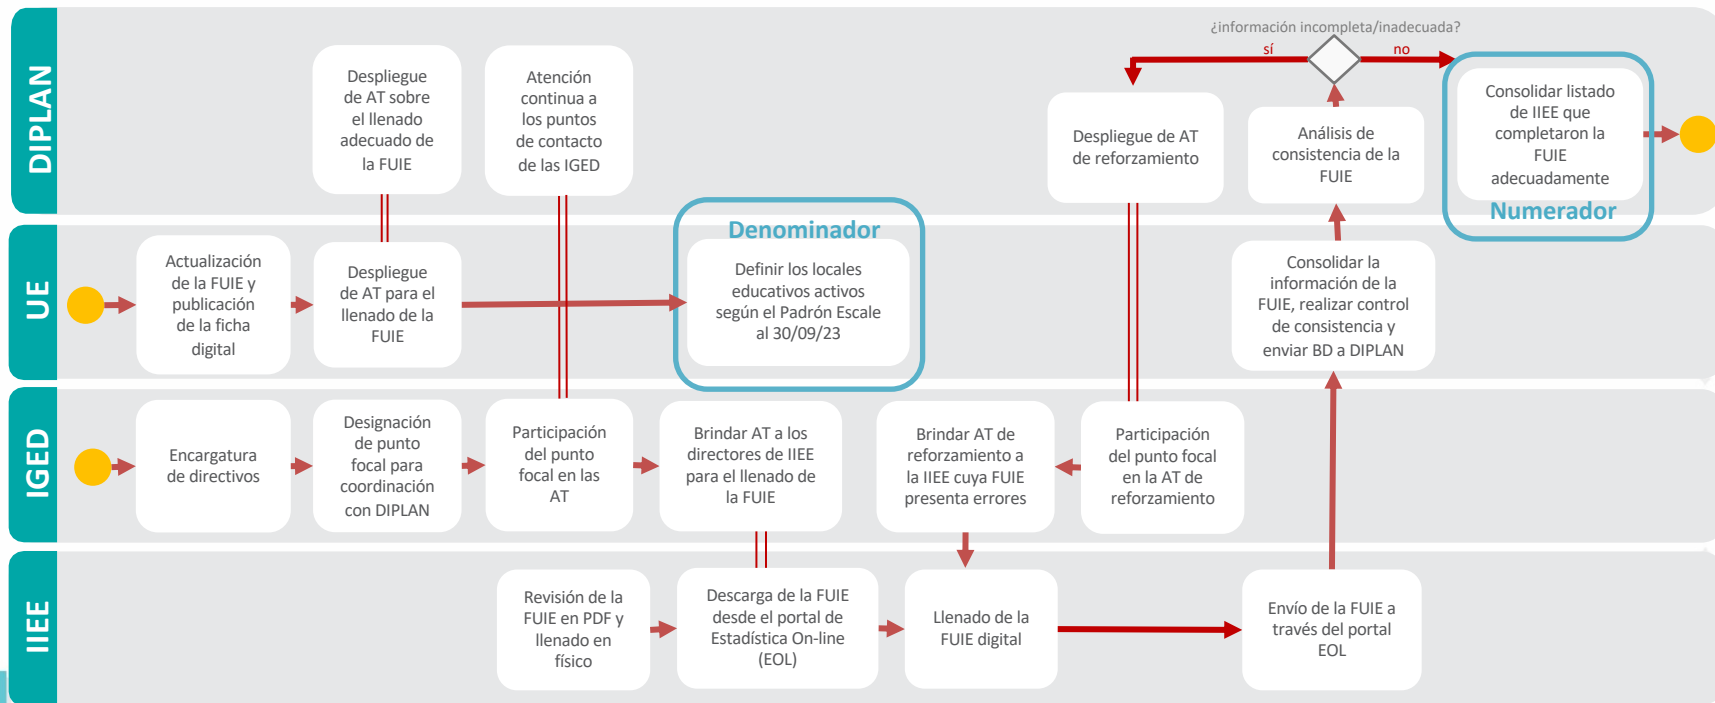 DIPLAN
Despliegue
de AT sobre
el llenado
adecuado de
la FUIE
Atención
continua a
los puntos
de contacto
de las IGED
¿información incompleta/inadecuada?
sí
no
Despliegue de AT
de reforzamiento
Análisis de
consistencia de la
FUIE
Consolidar listado
de IIEE que
completaron la
FUIE
adecuadamente
Numerador
UE
Actualización
de la FUIE y
publicación
de la ficha
digital
Despliegue
de AT para el
llenado de la
FUIE
Denominador
Definir los locales
educativos activos
según el Padrón Escale
al 30/09/23
Consolidar la
información de la
FUIE, realizar control
de consistencia y
enviar BD a DIPLAN
IGED
Encargatura
de directivos
Designación
de punto
focal para
coordinación
con DIPLAN
Participación
del punto
focal en las
AT
Brindar AT a los
directores de IIEE
para el llenado de
la FUIE
Brindar AT de
reforzamiento a
la IIEE cuya FUIE
presenta errores
Participación
del punto focal
en la AT de
reforzamiento
IIEE
Revisión de la
FUIE en PDF y
llenado en
físico
Descarga de la FUIE
desde el portal de
Estadística On-line
(EOL)
Llenado de la
FUIE digital
Envío de la FUIE a
través del portal
EOL